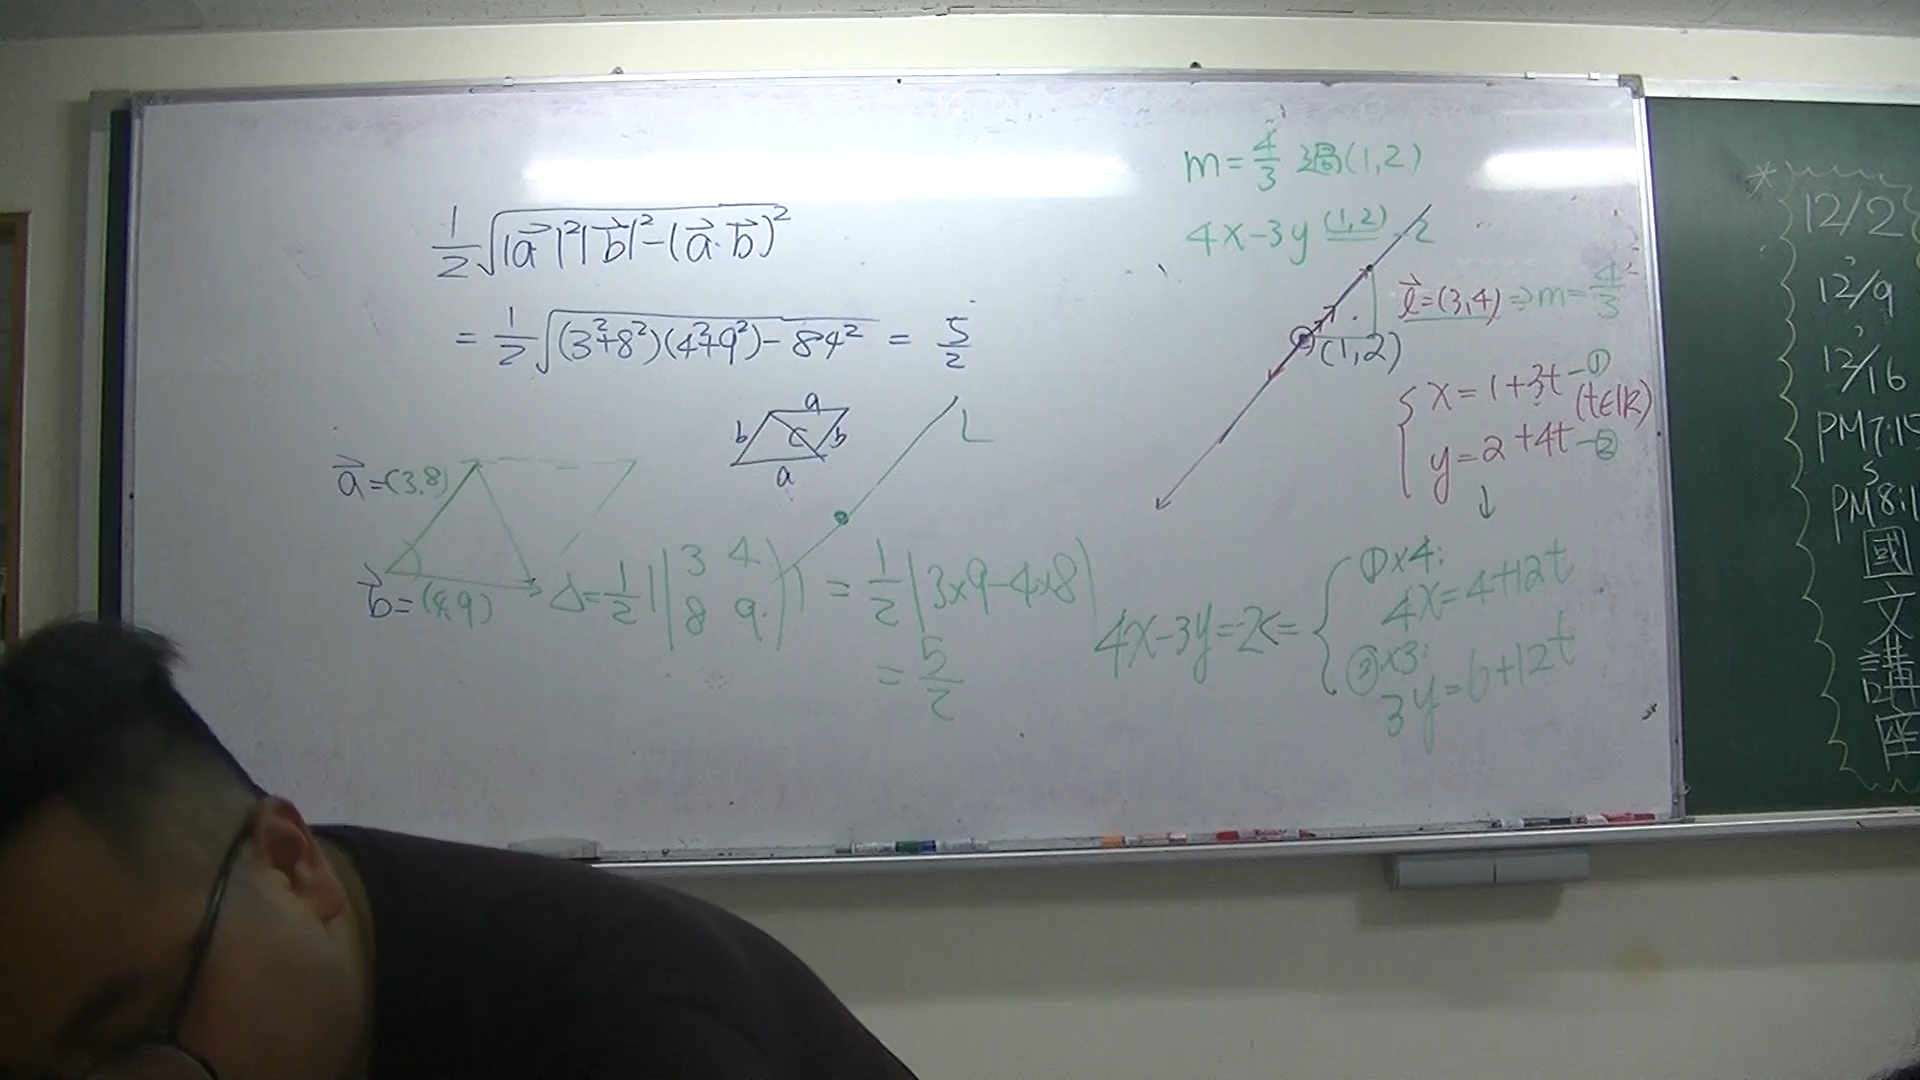 1/2 √(|a⃗|²|b⃗|²-(a⃗·b⃗)²)
= 1/2 √((3²+8²)(4²+9²)-84²) = 5/2
a
b c b
a
L
a⃗=(3,8)
b⃗=(4,9)
Δ=1/2 | |3 4
8 9| | = 1/2 |3×9-4×8|
= 5/2
m=4/3 過(1,2)
4x-3y (1,2) -2
l⃗=(3,4) ⇒ m=4/3
(1,2)
x=1+3t-①
(t∈R)
y=2+4t-②
↓
①×4:
4x=4+12t
②×3:
3y=6+12t
4x-3y=-2⇐
*
12/2
12/9
12/16
PM7:15
PM8:1
國
文
講
座